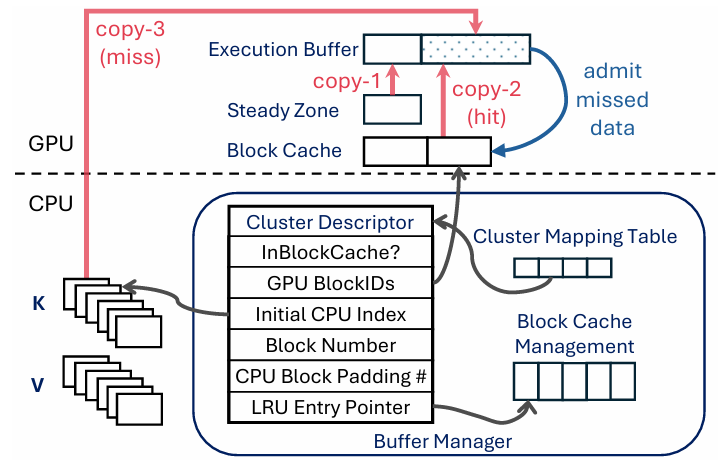 copy-3
(miss)
Execution Buffer
copy-1
copy-2
(hit)
admit
missed
data
Steady Zone
GPU
Block Cache
CPU
Cluster Descriptor
InBlockCache?
GPU BlockIDs
Initial CPU Index
Block Number
CPU Block Padding #
LRU Entry Pointer
Cluster Mapping Table
Block Cache
Management
K
V
Buffer Manager